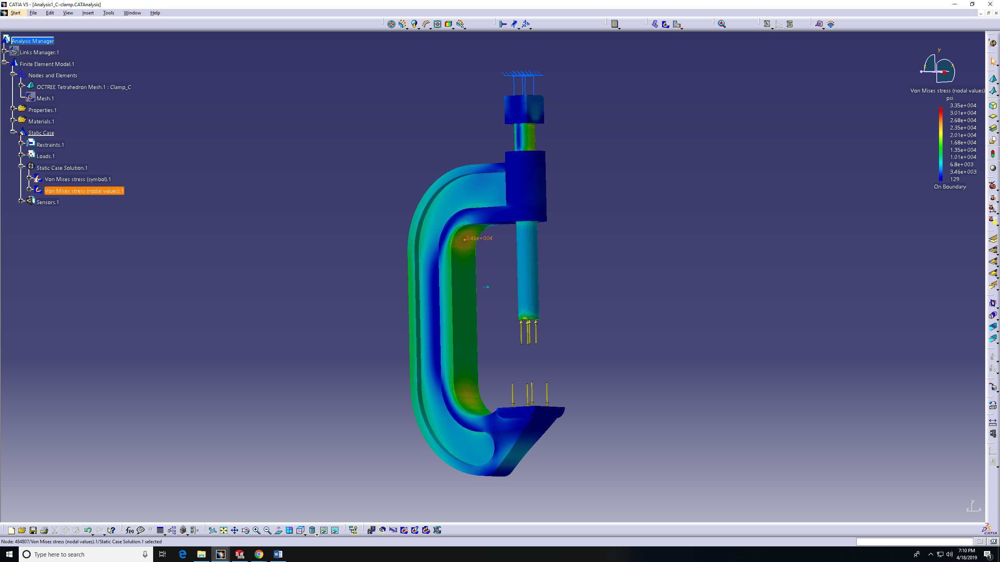 CATIA V5 - [Analysis1_C-clamp.CATAnalysis]
Start File Edit View Insert Tools Window Help
Analysis Manager
Links Manager.1
Finite Element Model.1
Nodes and Elements
OCTREE Tetrahedron Mesh.1 : Clamp_C
Mesh.1
Properties.1
Materials.1
Static Case
Restraints.1
Loads.1
Static Case Solution.1
Von Mises stress (symbol).1
Von Mises stress (nodal values).1
Sensors.1
2.46e+004
y
z
x
Von Mises stress (nodal values)
psi
3.35e+004
3.01e+004
2.68e+004
2.35e+004
2.01e+004
1.68e+004
1.35e+004
1.01e+004
6.8e+003
3.46e+003
129
On Boundary
y
z x
f(x)
DS
CATIA
Node: 484807/Von Mises stress (nodal values).1/Static Case Solution.1 selected
Type here to search
SW
2018
7:10 PM
4/18/2019
1